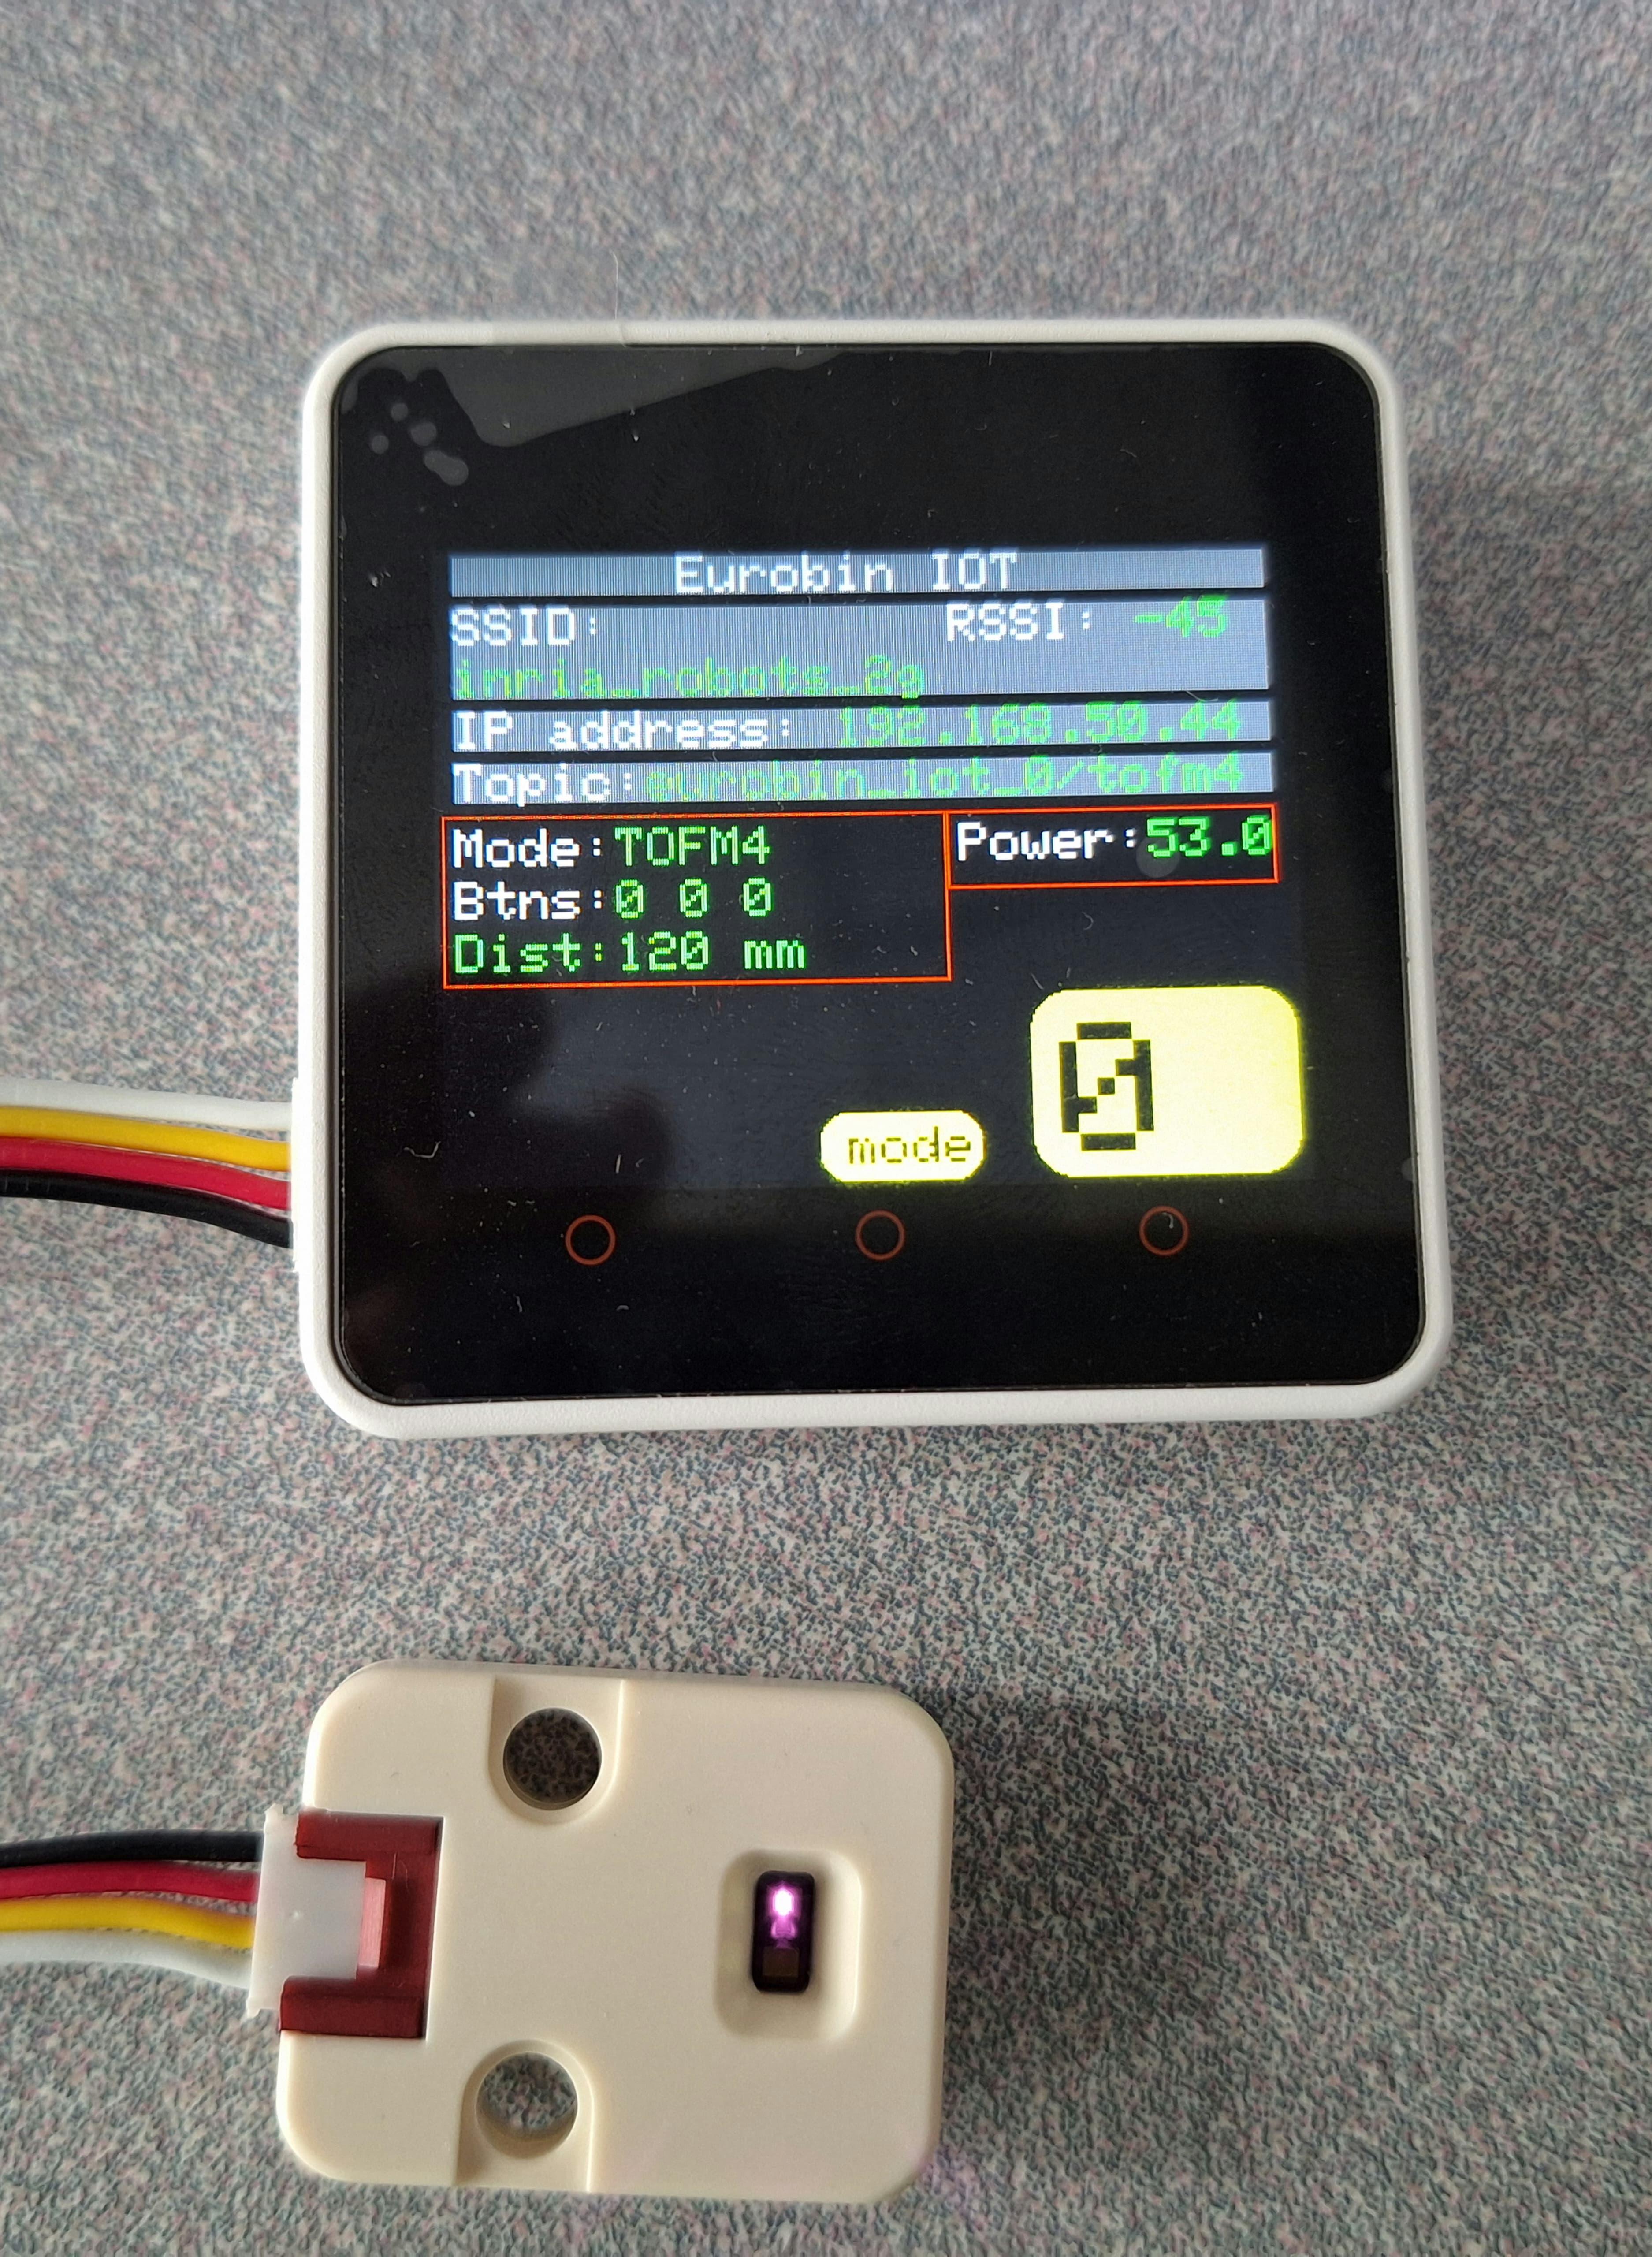 Eurobin IOT
SSID: RSSI: -45
inria_robots_2g
IP address: 192.168.50.44
Topic:eurobin_iot_0/tofm4
Mode:TOFM4 Power:53.0
Btns:0 0 0
Dist:120 mm
0
mode